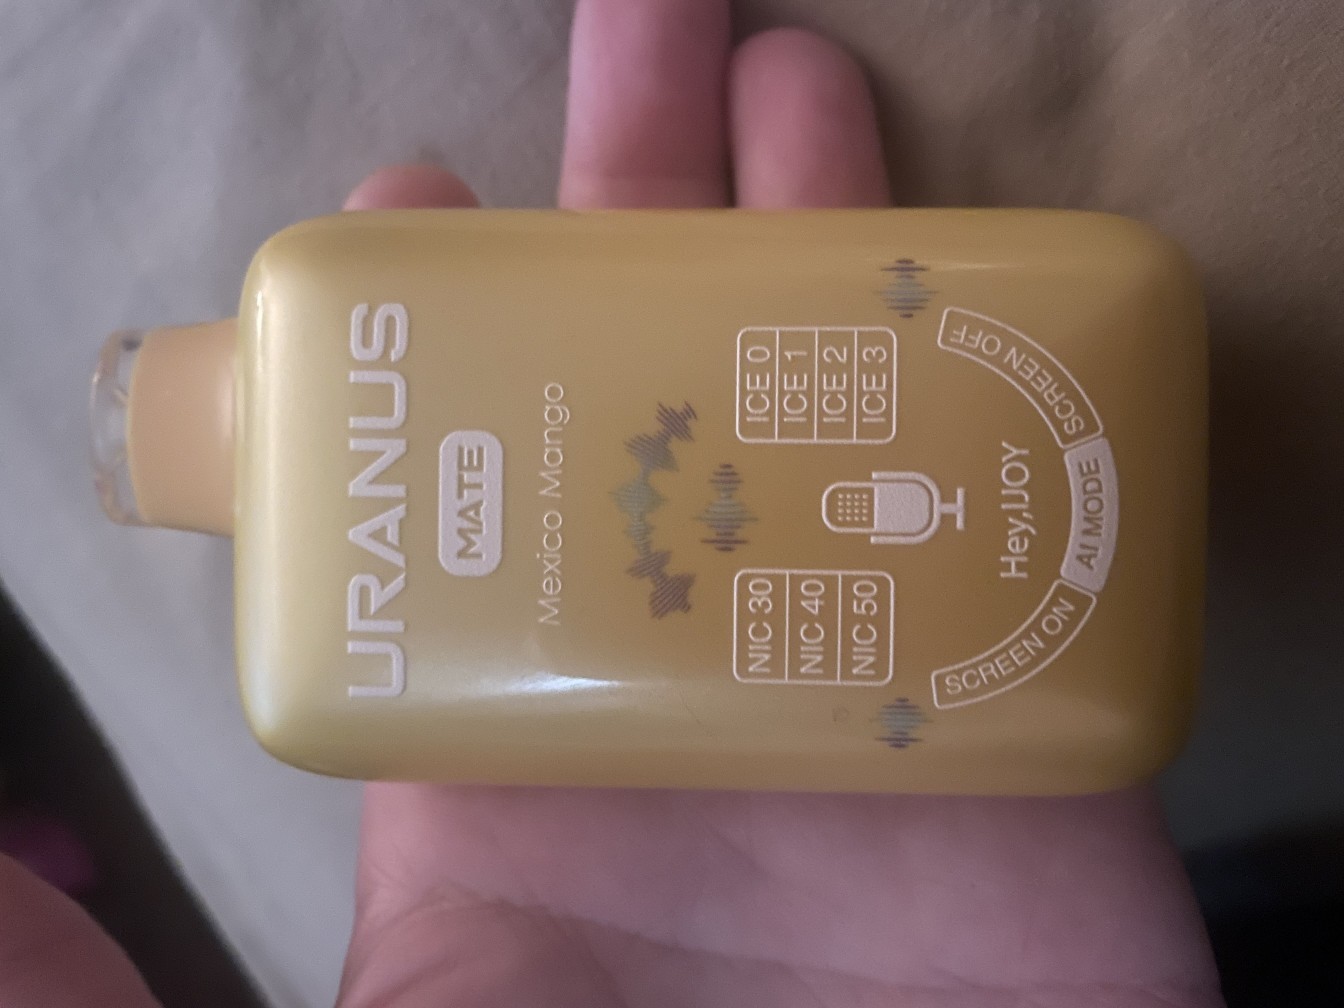 URANUS
MATE
Mexico Mango
NIC 30
NIC 40
NIC 50
ICE 0
ICE 1
ICE 2
ICE 3
Hey,IJOY
SCREEN ON
AI MODE
SCREEN OFF